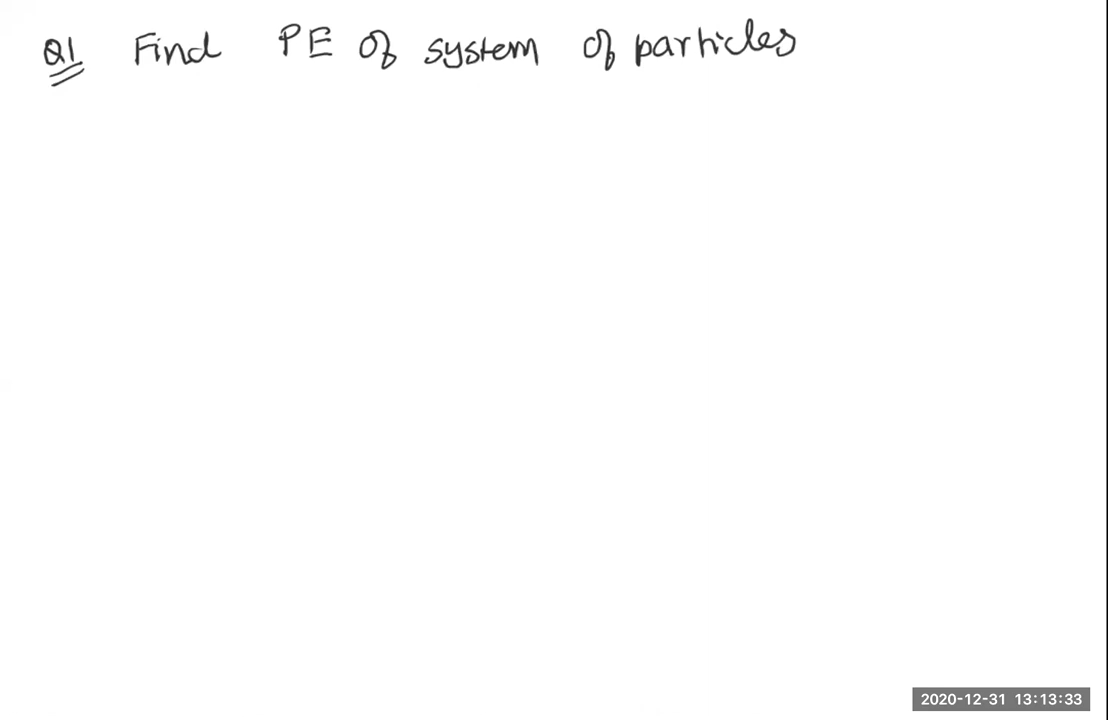 Q1 Find PE of system of particles
2020-12-31 13:13:33